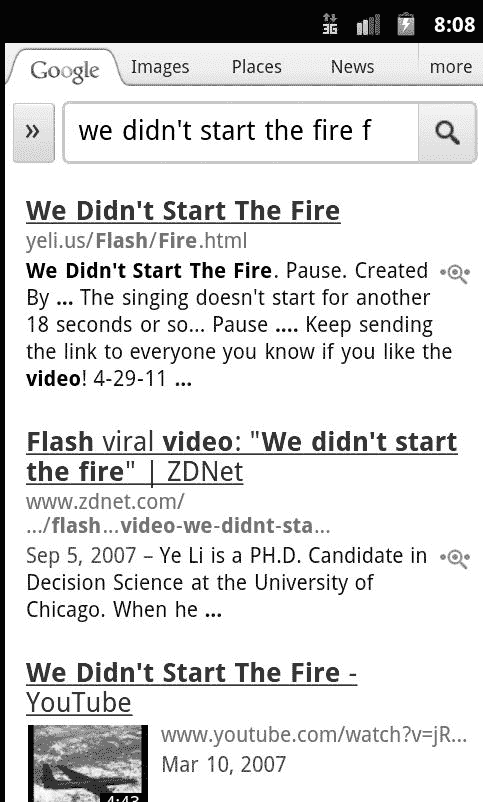 3G 8:08
Google Images Places News more
» we didn't start the fire f
We Didn't Start The Fire
yeli.us/Flash/Fire.html
We Didn't Start The Fire. Pause. Created
By ... The singing doesn't start for another
18 seconds or so... Pause .... Keep sending
the link to everyone you know if you like the
video! 4-29-11 ...
Flash viral video: "We didn't start
the fire" | ZDNet
www.zdnet.com/
.../flash...video-we-didnt-sta...
Sep 5, 2007 – Ye Li is a PH.D. Candidate in
Decision Science at the University of
Chicago. When he ...
We Didn't Start The Fire -
YouTube
www.youtube.com/watch?v=jR...
Mar 10, 2007
4:43